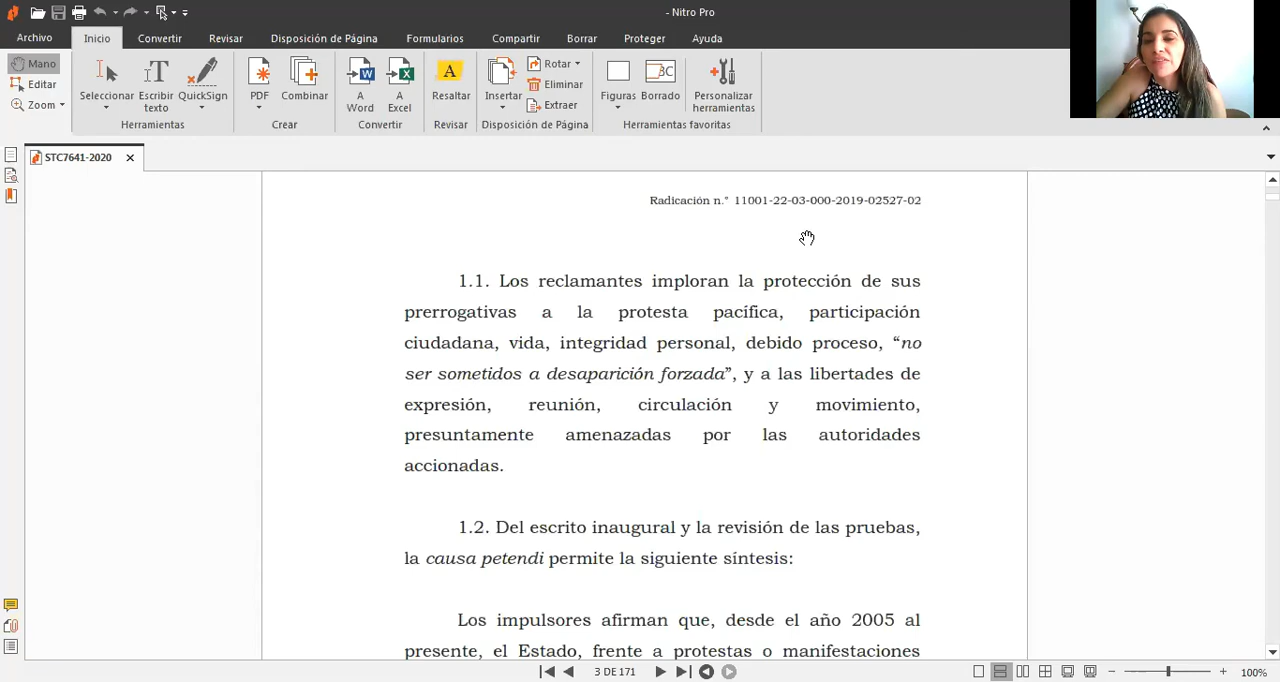 - Nitro Pro
Archivo Inicio Convertir Revisar Disposición de Página Formularios Compartir Borrar Proteger Ayuda
Mano
Editar
Zoom
Seleccionar
Escribir
texto
QuickSign
Herramientas
PDF
Combinar
Crear
A
Word
A
Excel
Convertir
Resaltar
Revisar
Insertar
Rotar
Eliminar
Extraer
Disposición de Página
Figuras
Borrado
Personalizar
herramientas
Herramientas favoritas
STC7641-2020
Radicación n.° 11001-22-03-000-2019-02527-02
1.1. Los reclamantes imploran la protección de sus
prerrogativas a la protesta pacífica, participación
ciudadana, vida, integridad personal, debido proceso, “no
ser sometidos a desaparición forzada”, y a las libertades de
expresión, reunión, circulación y movimiento,
presuntamente amenazadas por las autoridades
accionadas.
1.2. Del escrito inaugural y la revisión de las pruebas,
la causa petendi permite la siguiente síntesis:
Los impulsores afirman que, desde el año 2005 al
presente, el Estado, frente a protestas o manifestaciones
3 DE 171
100%